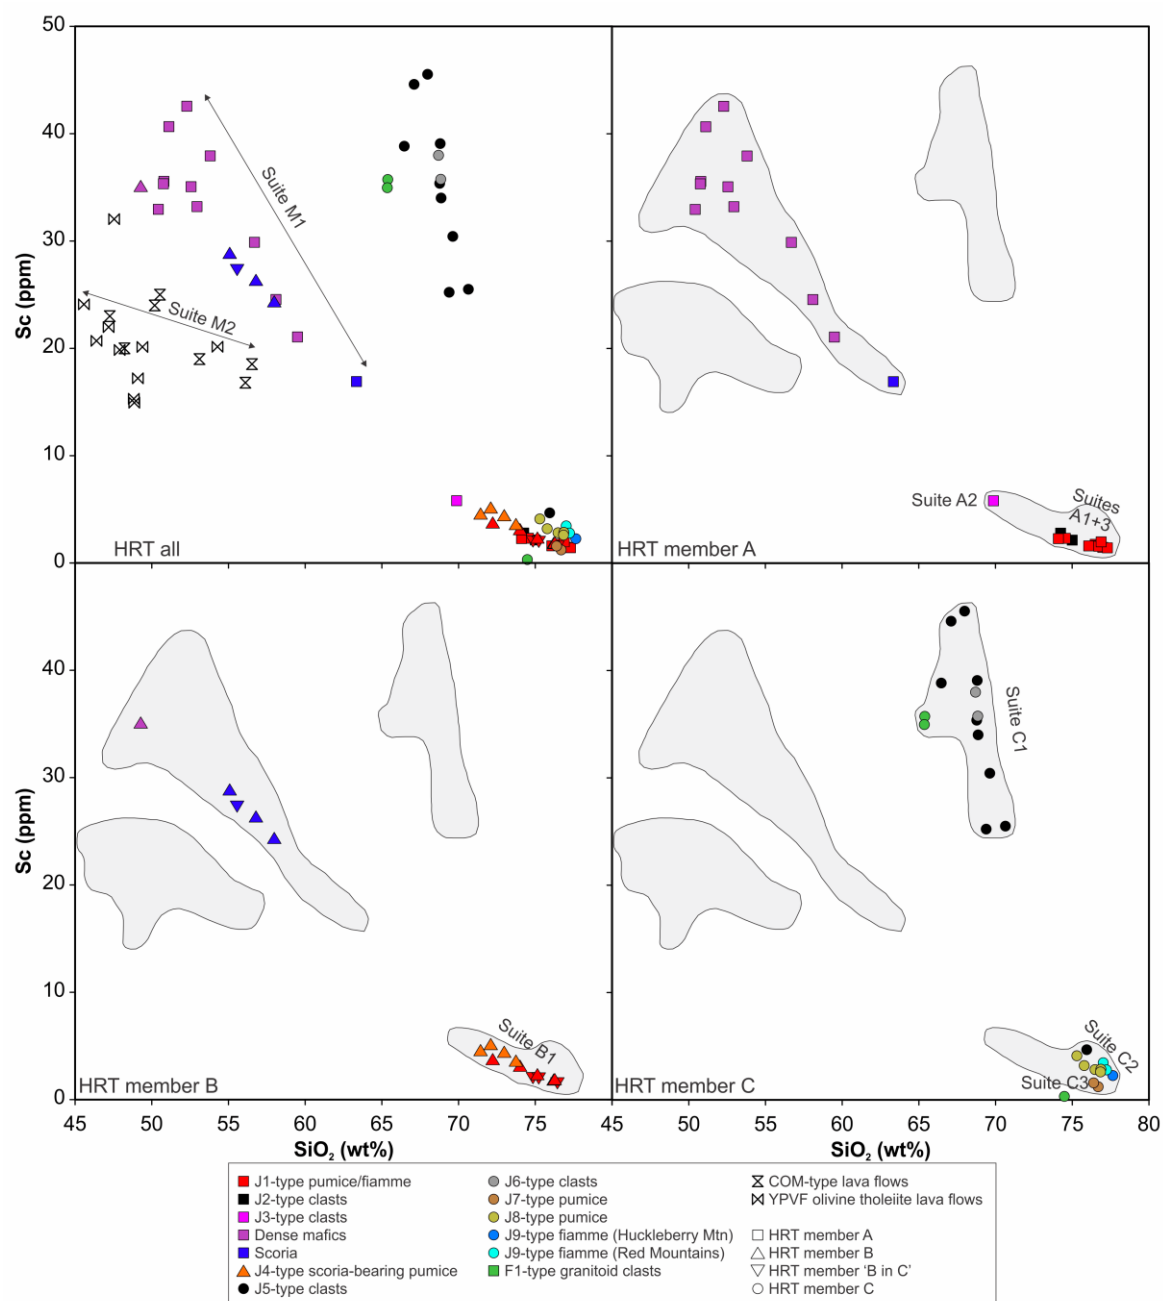 50
40
30
20
10
0
Sc (ppm)
Suite M1
Suite M2
HRT all
Suite A2
Suites
A1+3
HRT member A
40
30
20
10
0
Sc (ppm)
Suite B1
HRT member B
Suite C1
Suite C2
Suite C3
HRT member C
45 50 55 60 65 70 75 45 50 55 60 65 70 75 80
SiO₂ (wt%) SiO₂ (wt%)
J1-type pumice/fiamme
J2-type clasts
J3-type clasts
Dense mafics
Scoria
J4-type scoria-bearing pumice
J5-type clasts
J6-type clasts
J7-type pumice
J8-type pumice
J9-type fiamme (Huckleberry Mtn)
J9-type fiamme (Red Mountains)
F1-type granitoid clasts
COM-type lava flows
YPVF olivine tholeiite lava flows
HRT member A
HRT member B
HRT member 'B in C'
HRT member C